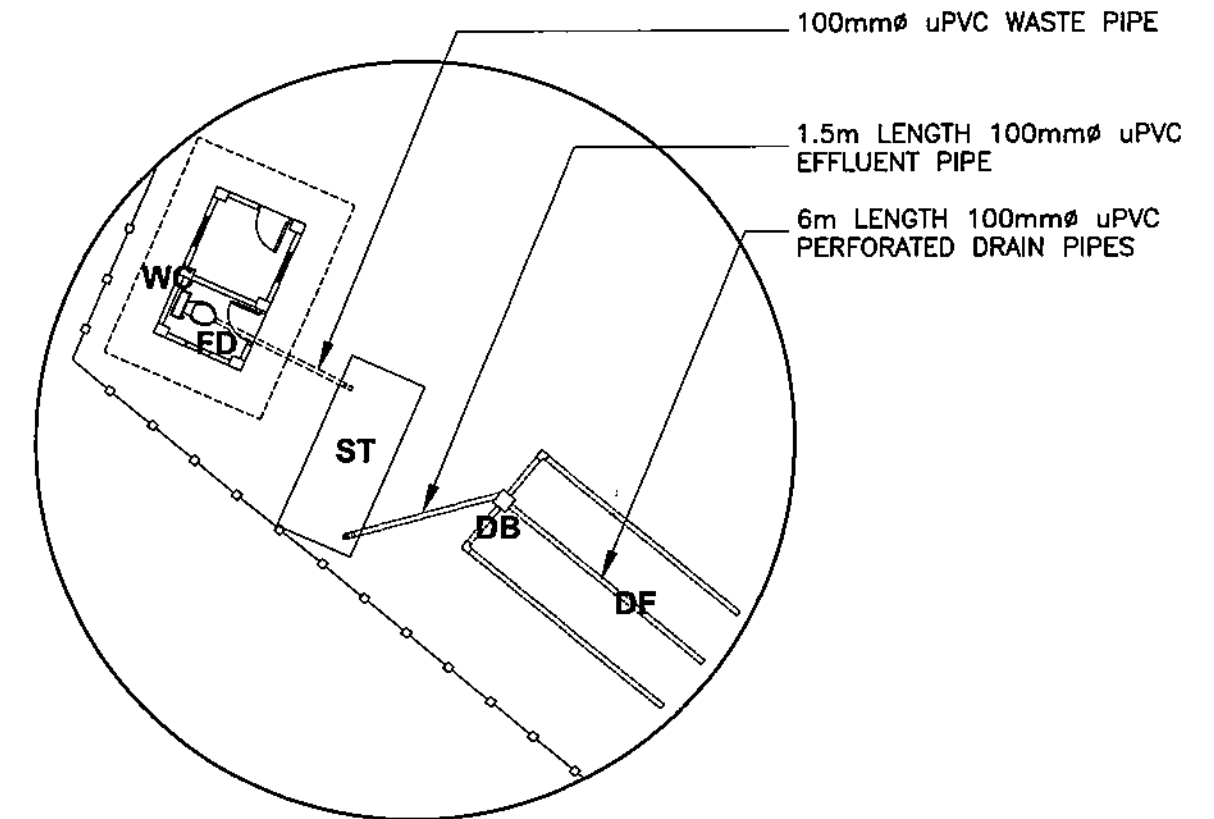 100mmø uPVC WASTE PIPE
1.5m LENGTH 100mmø uPVC
EFFLUENT PIPE
6m LENGTH 100mmø uPVC
PERFORATED DRAIN PIPES
WC
FD
ST
DB
DF